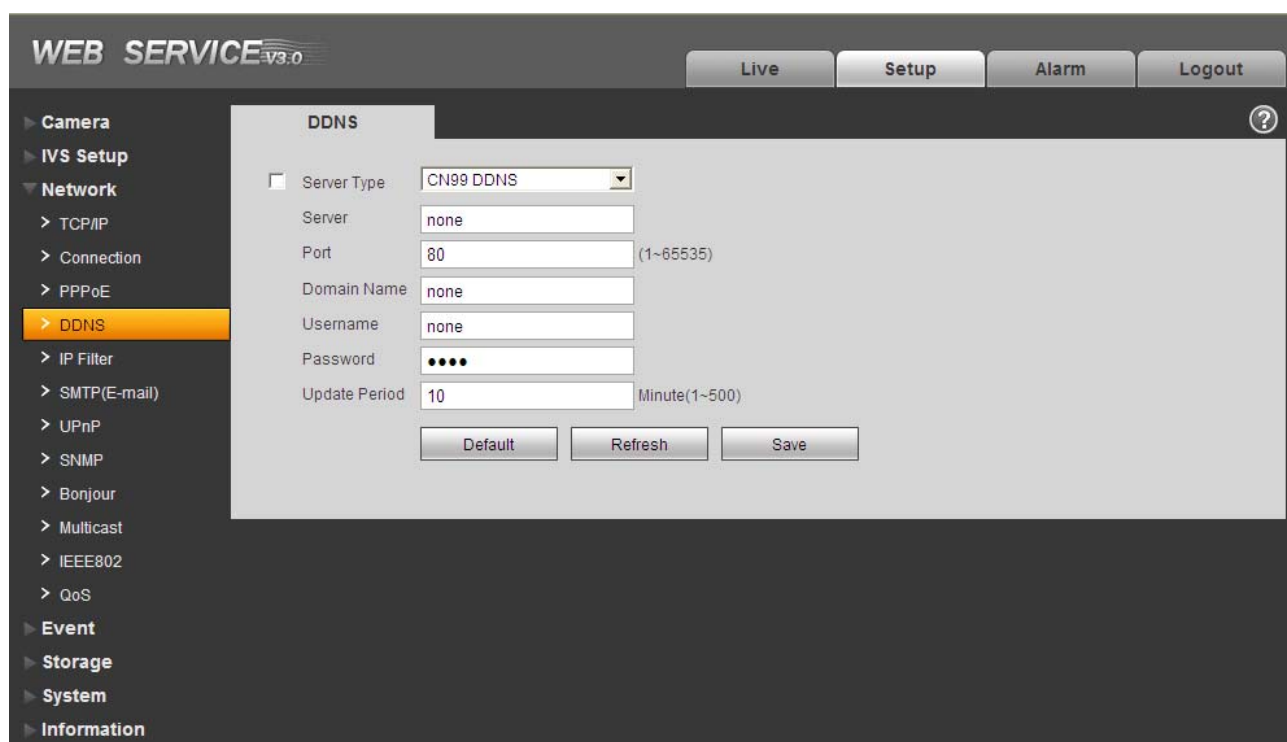 WEB SERVICE V3.0
Live Setup Alarm Logout
Camera
IVS Setup
Network
> TCP/IP
> Connection
> PPPoE
> DDNS
> IP Filter
> SMTP(E-mail)
> UPnP
> SNMP
> Bonjour
> Multicast
> IEEE802
> QoS
Event
Storage
System
Information
DDNS
?
Server Type CN99 DDNS
Server none
Port 80 (1~65535)
Domain Name none
Username none
Password ●●●●
Update Period 10 Minute(1~500)
Default Refresh Save